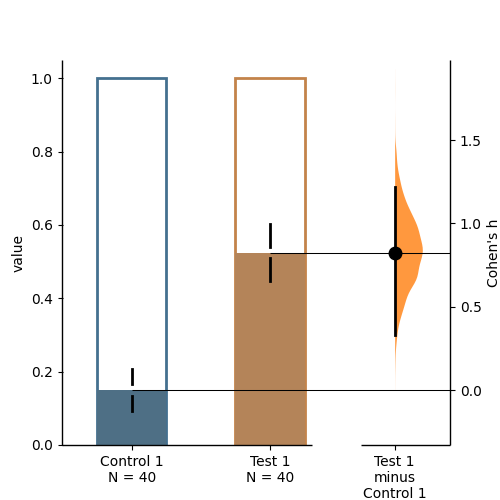 1.0
0.8
0.6
0.4
0.2
0.0
value
Control 1
N = 40
Test 1
N = 40
Test 1
minus
Control 1
1.5
1.0
0.5
0.0
Cohen's h